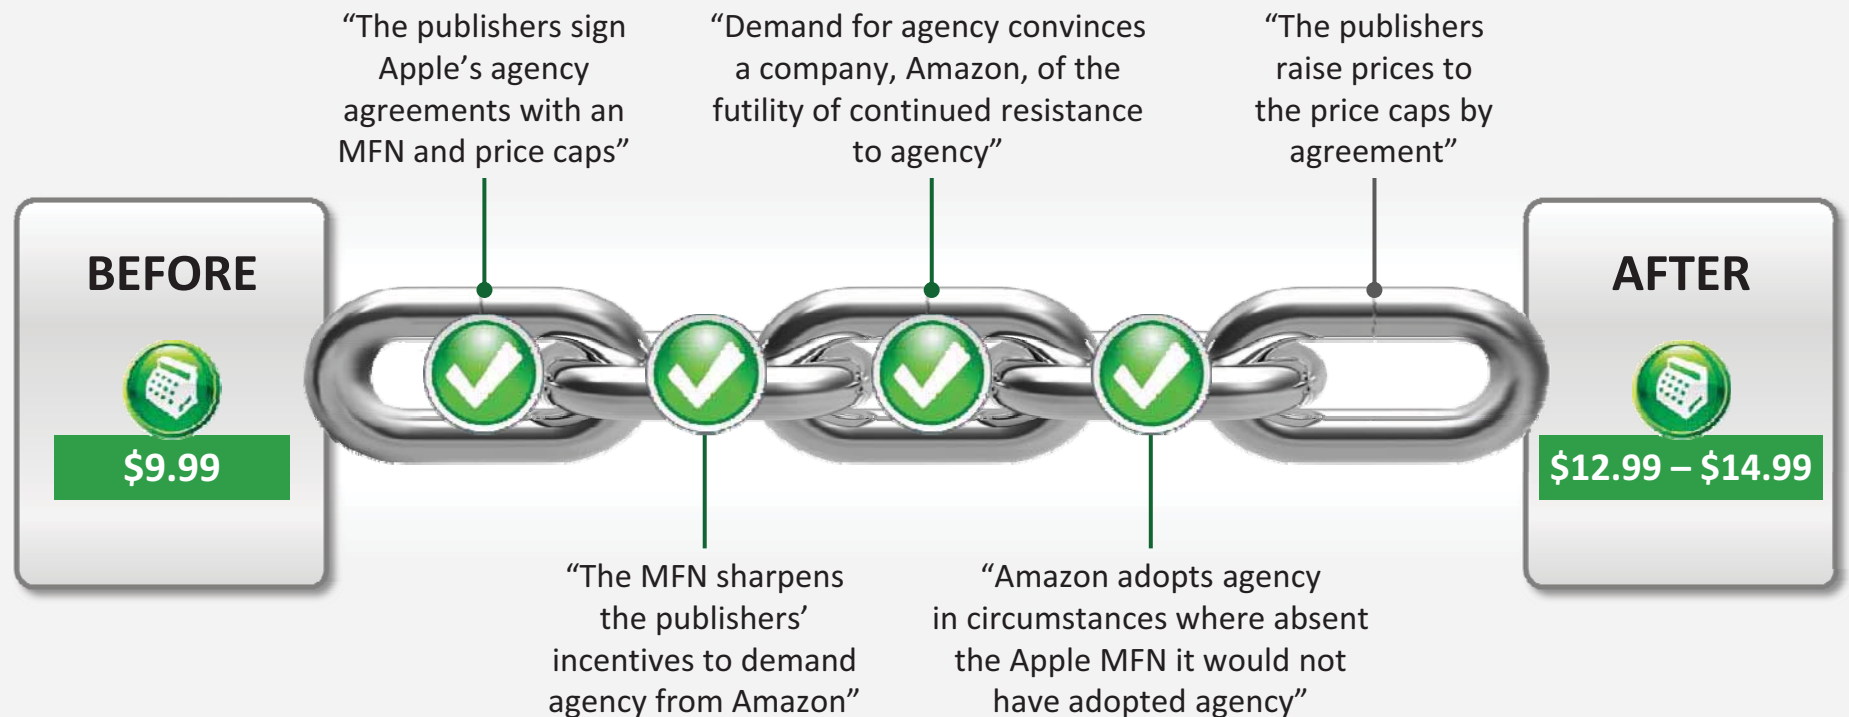 “The publishers sign
Apple’s agency
agreements with an
MFN and price caps”
“Demand for agency convinces
a company, Amazon, of the
futility of continued resistance
to agency”
“The publishers
raise prices to
the price caps by
agreement”
BEFORE
$9.99
AFTER
$12.99 – $14.99
“The MFN sharpens
the publishers’
incentives to demand
agency from Amazon”
“Amazon adopts agency
in circumstances where absent
the Apple MFN it would not
have adopted agency”